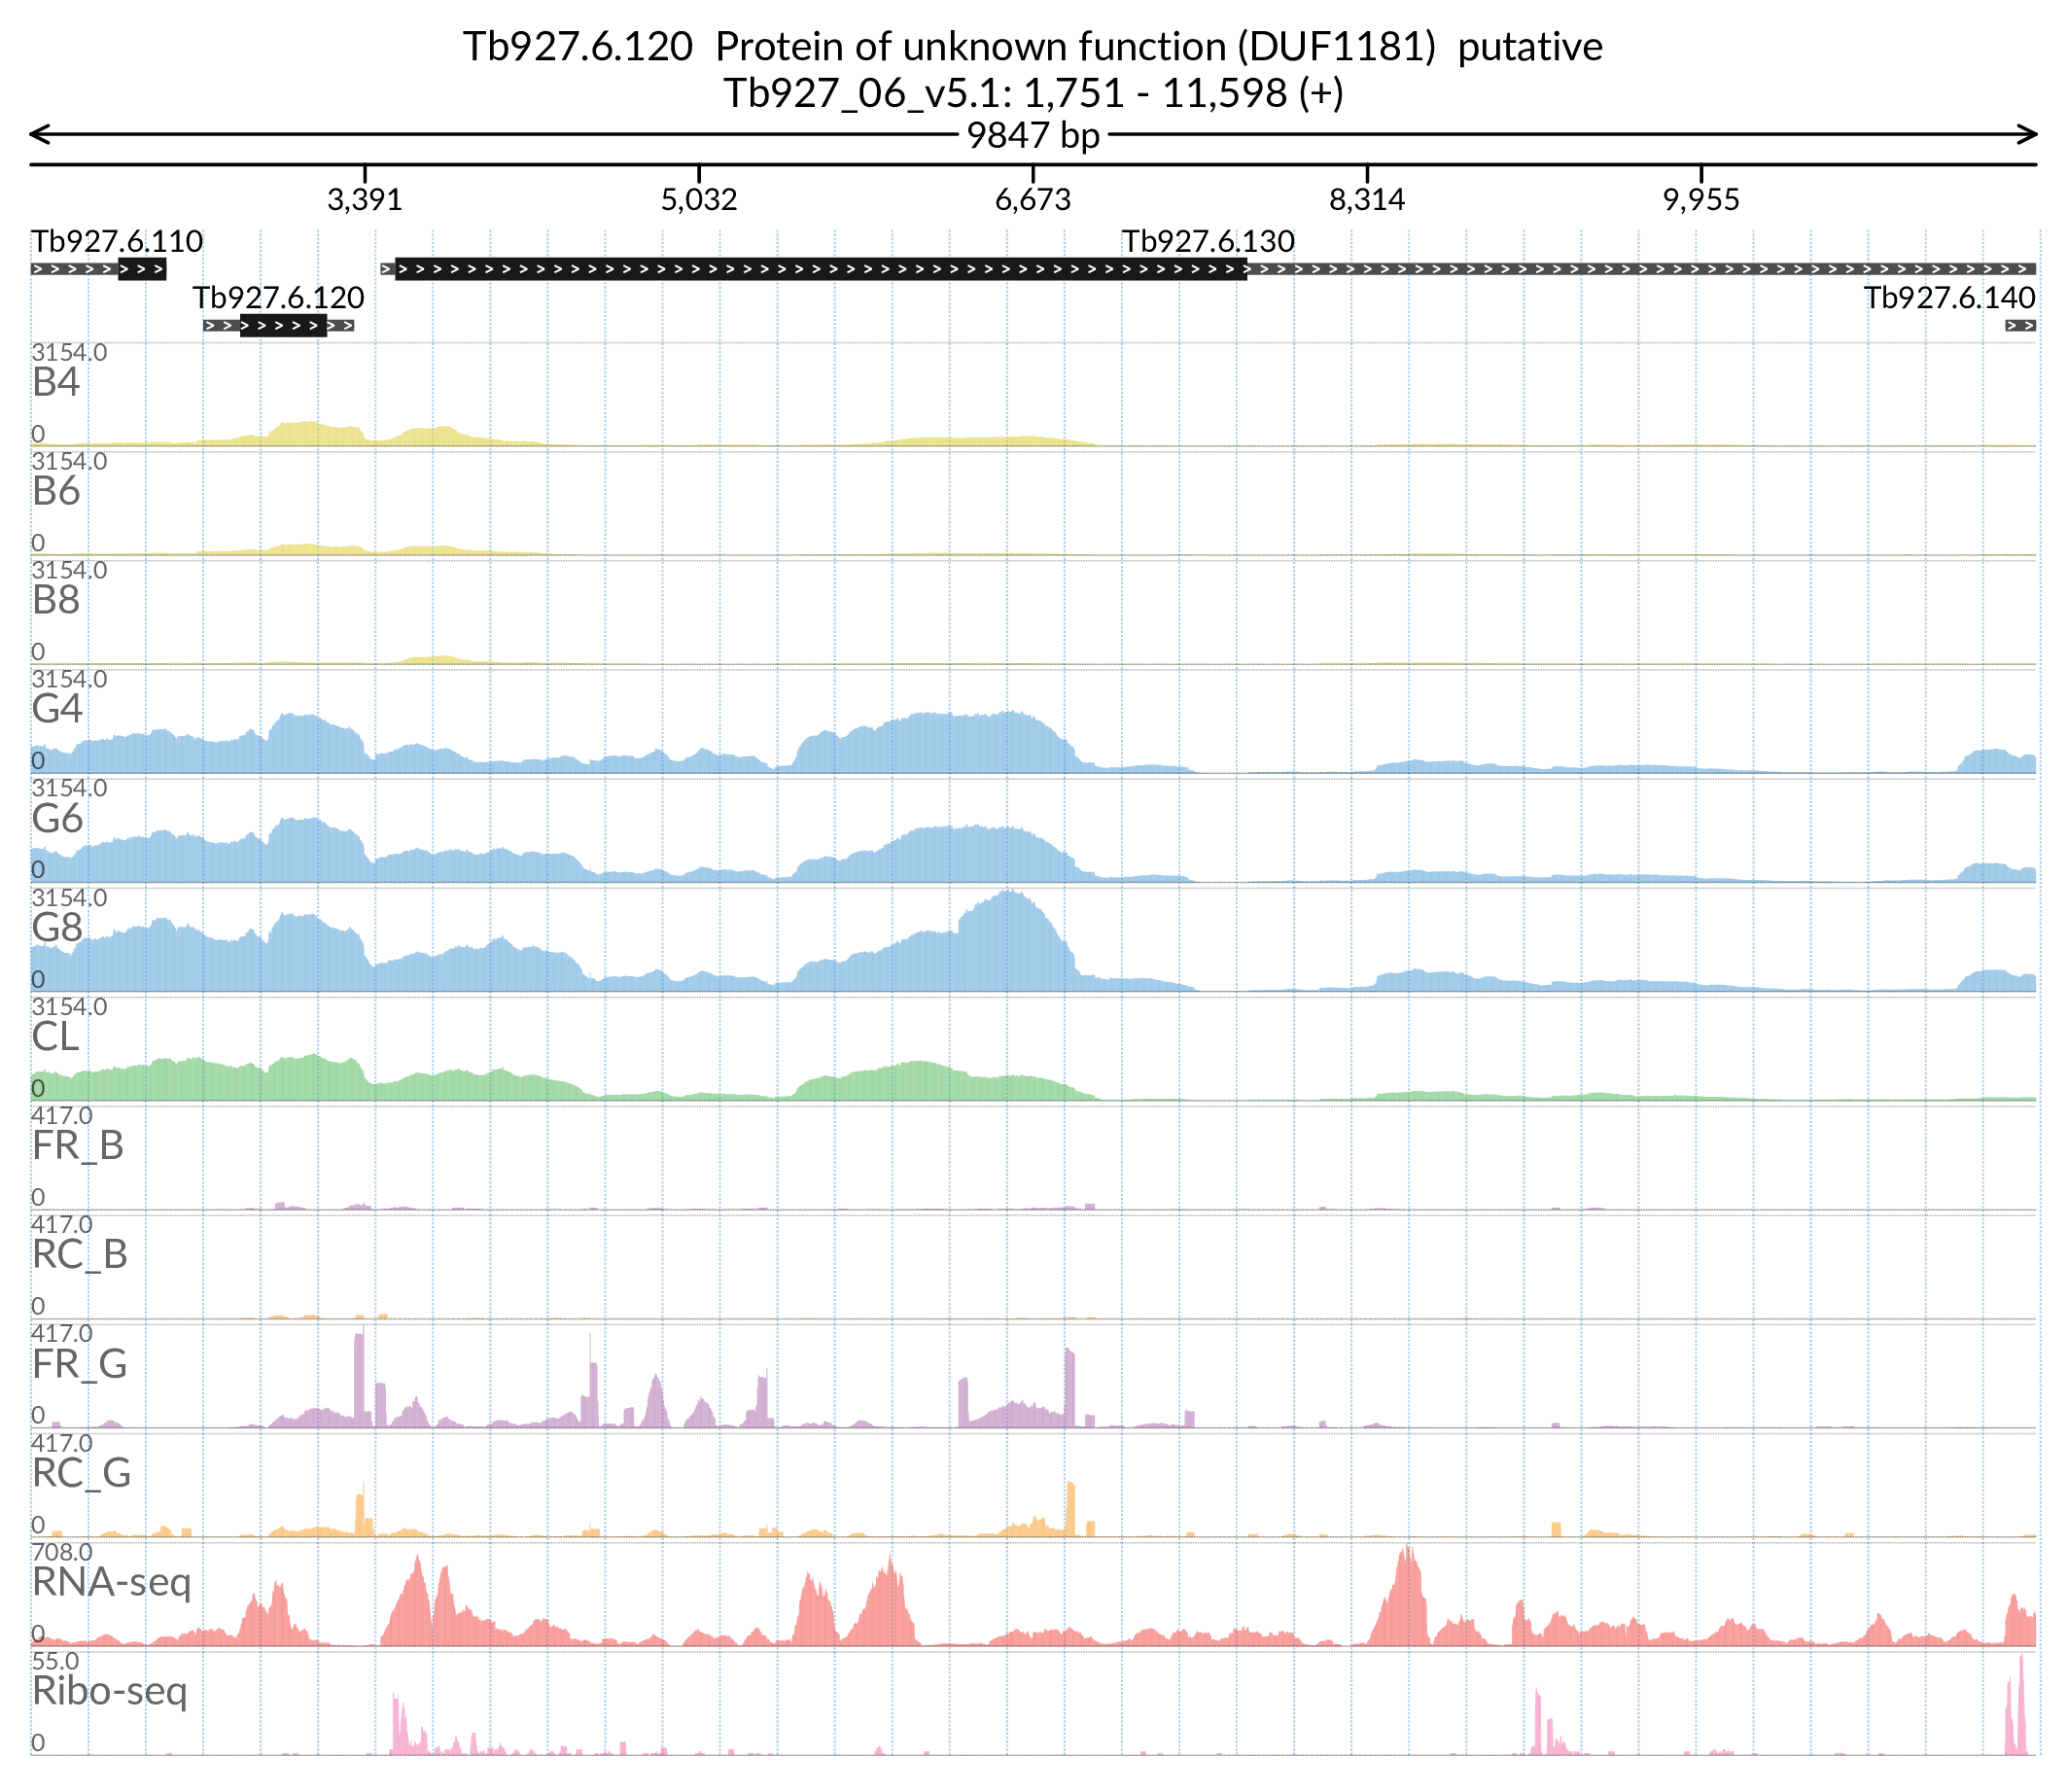 Tb927.6.120  Protein of unknown function (DUF1181)  putative
Tb927_06_v5.1: 1,751 - 11,598 (+)
9847 bp
3,391 5,032 6,673 8,314 9,955
Tb927.6.110 Tb927.6.130
Tb927.6.120 Tb927.6.140
3154.0
B4
0
3154.0
B6
0
3154.0
B8
0
3154.0
G4
0
3154.0
G6
0
3154.0
G8
0
3154.0
CL
0
417.0
FR_B
0
417.0
RC_B
0
417.0
FR_G
0
417.0
RC_G
0
708.0
RNA-seq
0
55.0
Ribo-seq
0